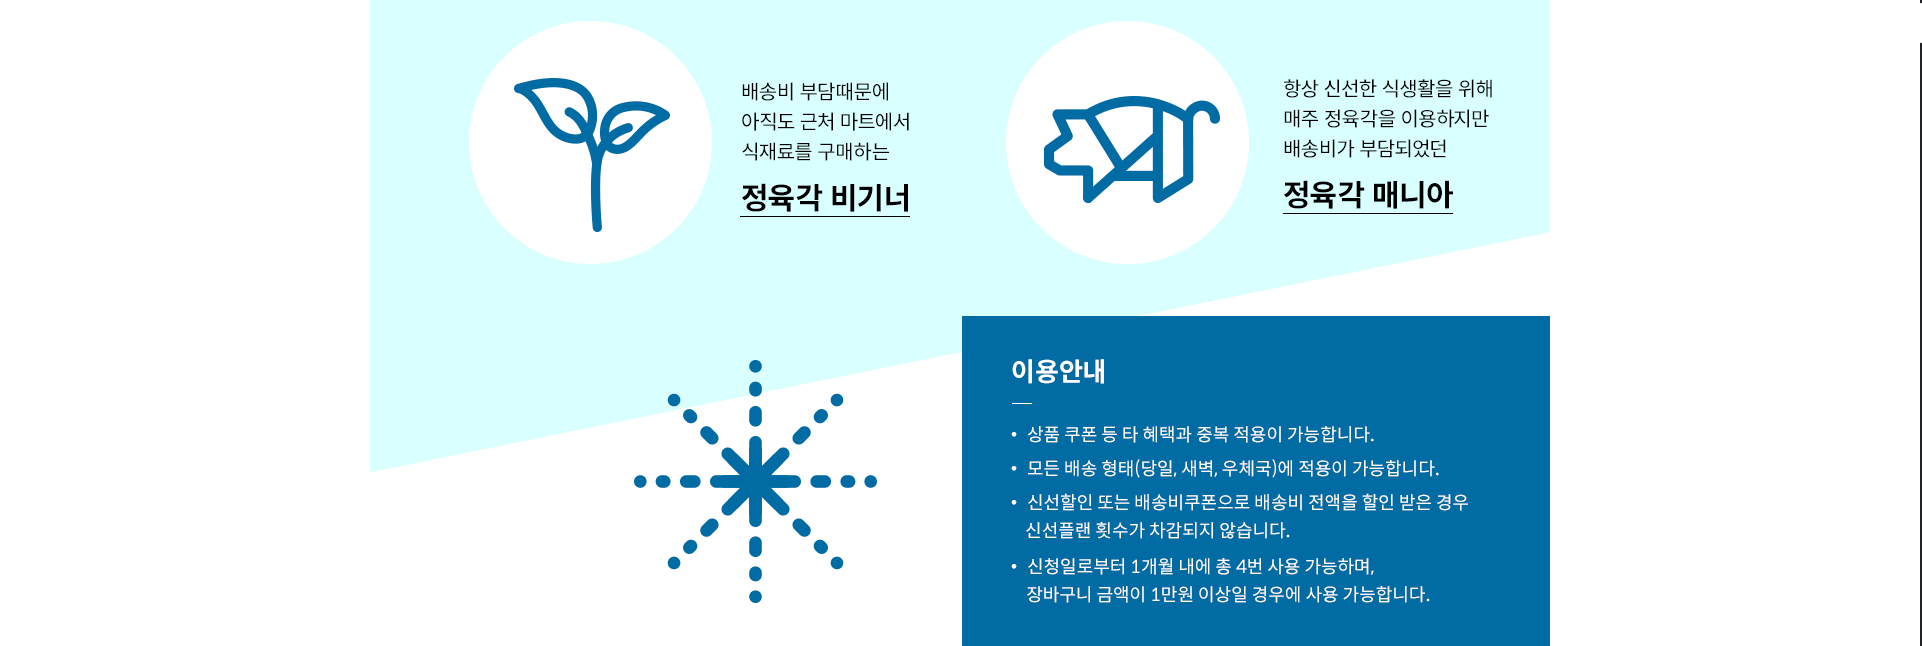 배송비 부담때문에
아직도 근처 마트에서
식재료를 구매하는
정육각 비기너
항상 신선한 식생활을 위해
매주 정육각을 이용하지만
배송비가 부담되었던
정육각 매니아
이용안내
• 상품 쿠폰 등 타 혜택과 중복 적용이 가능합니다.
• 모든 배송 형태(당일, 새벽, 우체국)에 적용이 가능합니다.
• 신선할인 또는 배송비쿠폰으로 배송비 전액을 할인 받은 경우
신선플랜 횟수가 차감되지 않습니다.
• 신청일로부터 1개월 내에 총 4번 사용 가능하며,
장바구니 금액이 1만원 이상일 경우에 사용 가능합니다.